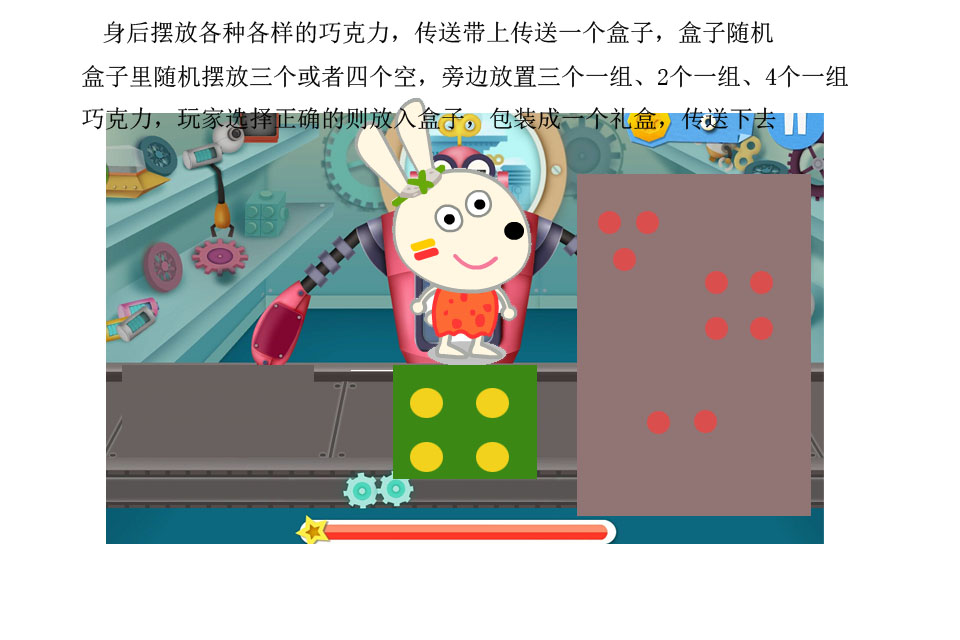 身后摆放各种各样的巧克力，传送带上传送一个盒子，盒子随机
盒子里随机摆放三个或者四个空，旁边放置三个一组、2个一组、4个一组
巧克力，玩家选择正确的则放入盒子，包装成一个礼盒，传送下去